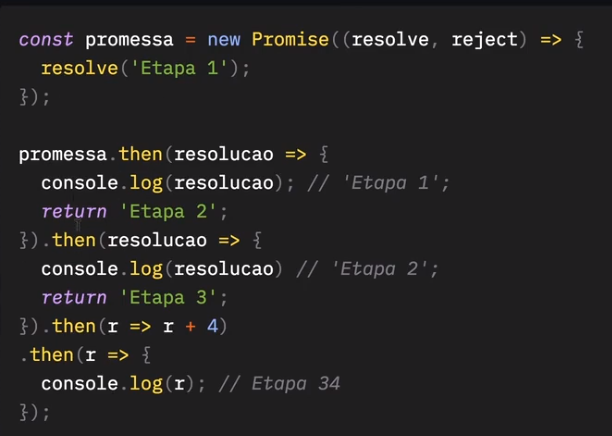 const promessa = new Promise((resolve, reject) => {
  resolve('Etapa 1');
});

promessa.then(resolucao => {
  console.log(resolucao); // 'Etapa 1';
  return 'Etapa 2';
}).then(resolucao => {
  console.log(resolucao) // 'Etapa 2';
  return 'Etapa 3';
}).then(r => r + 4)
.then(r => {
  console.log(r); // Etapa 34
});